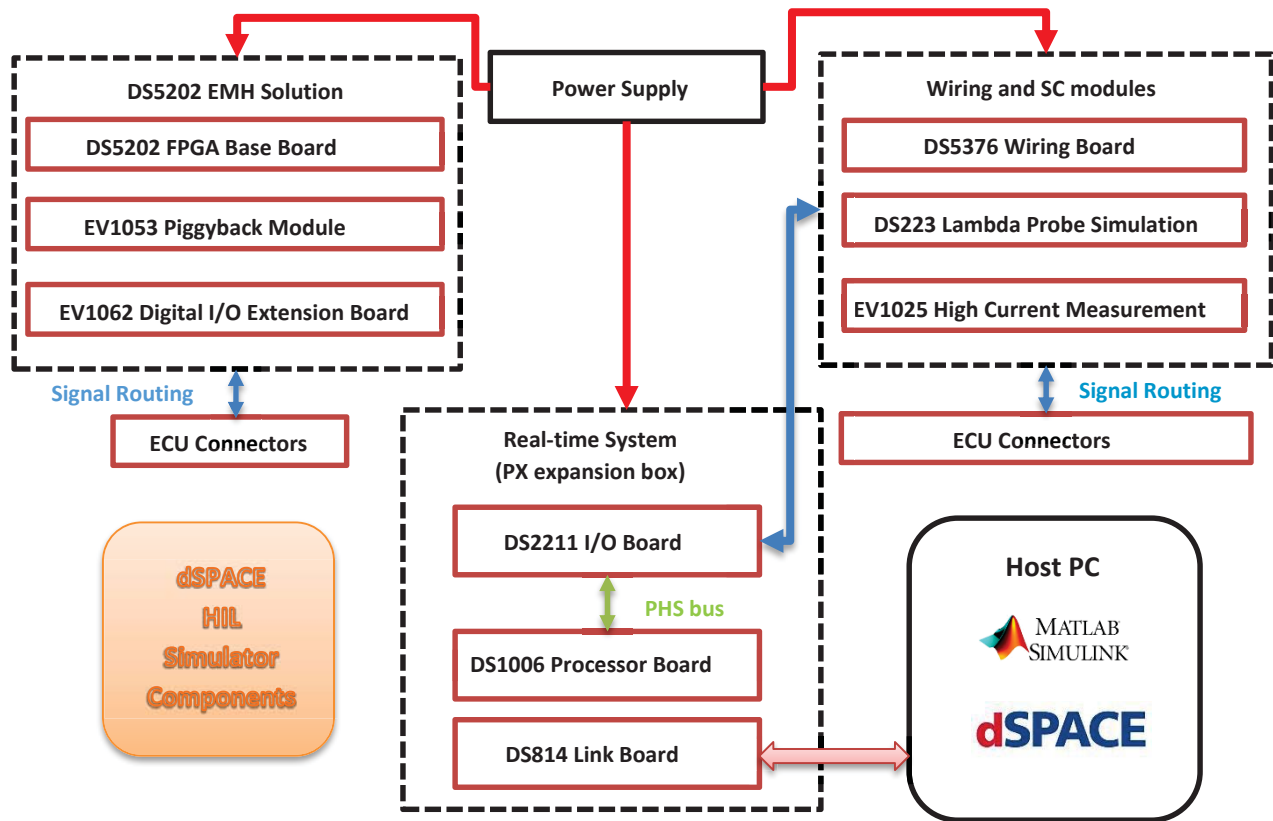 Power Supply
DS5202 EMH Solution
DS5202 FPGA Base Board
EV1053 Piggyback Module
EV1062 Digital I/O Extension Board
Signal Routing
ECU Connectors
Wiring and SC modules
DS5376 Wiring Board
DS223 Lambda Probe Simulation
EV1025 High Current Measurement
Signal Routing
ECU Connectors
Real-time System
(PX expansion box)
DS2211 I/O Board
PHS bus
DS1006 Processor Board
DS814 Link Board
dSPACE
HIL
Simulator
Components
Host PC
MATLAB
SIMULINK®
dSPACE